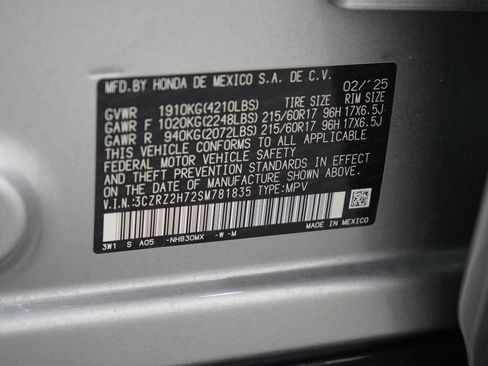 MFD.BY HONDA DE MEXICO S.A. DE C.V.
02/'25
GVWR 1910KG(4210LBS) TIRE SIZE RIM SIZE
GAWR F 1020KG(2248LBS) 215/60R17 96H 17X6.5J
GAWR R 940KG(2072LBS) 215/60R17 96H 17X6.5J
THIS VEHICLE CONFORMS TO ALL APPLICABLE
FEDERAL MOTOR VEHICLE SAFETY
AND THEFT PREVENTION STANDARDS IN EFFECT
ON THE DATE OF MANUFACTURE SHOWN ABOVE.
V.I.N.:3CZRZ2H72SM781835 TYPE:MPV
3W1 S A05 -NH830MX -W -M MADE IN MEXICO